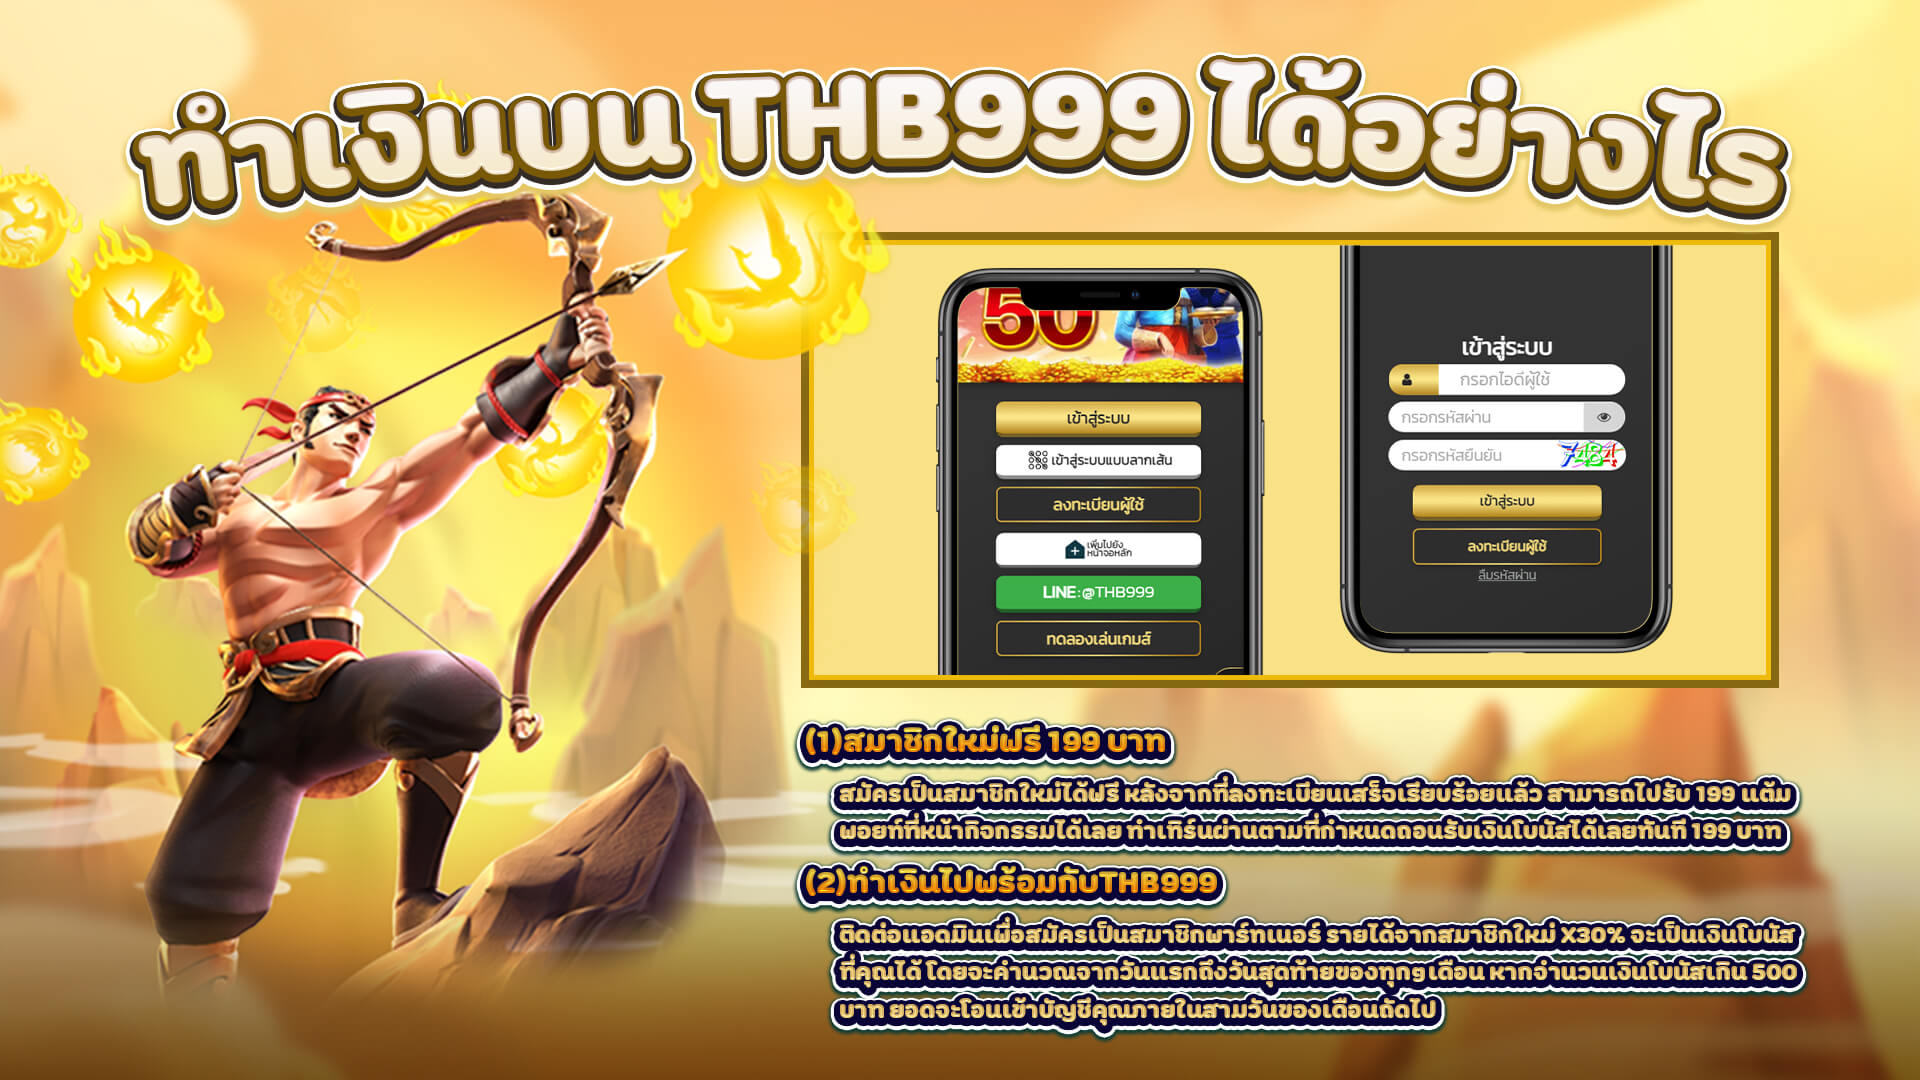 ทำเงินบน THB999 ได้อย่างไร
50
เข้าสู่ระบบ
เข้าสู่ระบบแบบลากเส้น
ลงทะเบียนผู้ใช้
เพิ่มไปยัง
หน้าจอหลัก
LINE:@THB999
ทดลองเล่นเกมส์
เข้าสู่ระบบ
กรอกไอดีผู้ใช้
กรอกรหัสผ่าน
กรอกรหัสยืนยัน 7484
เข้าสู่ระบบ
ลงทะเบียนผู้ใช้
ลืมรหัสผ่าน
(1)สมาชิกใหม่ฟรี 199 บาท
สมัครเป็นสมาชิกใหม่ได้ฟรี หลังจากที่ลงทะเบียนเสร็จเรียบร้อยแล้ว สามารถไปรับ 199 แต้ม
พอยท์ที่หน้ากิจกรรมได้เลย ทำเทิร์นผ่านตามที่กำหนดถอนรับเงินโบนัสได้เลยทันที 199 บาท
(2)ทำเงินไปพร้อมกับTHB999
ติดต่อแอดมินเพื่อสมัครเป็นสมาชิกพาร์ทเนอร์ รายได้จากสมาชิกใหม่ X30% จะเป็นเงินโบนัส
ที่คุณได้ โดยจะคำนวณจากวันแรกถึงวันสุดท้ายของทุกๆเดือน หากจำนวนเงินโบนัสเกิน 500
บาท ยอดจะโอนเข้าบัญชีคุณภายในสามวันของเดือนถัดไป